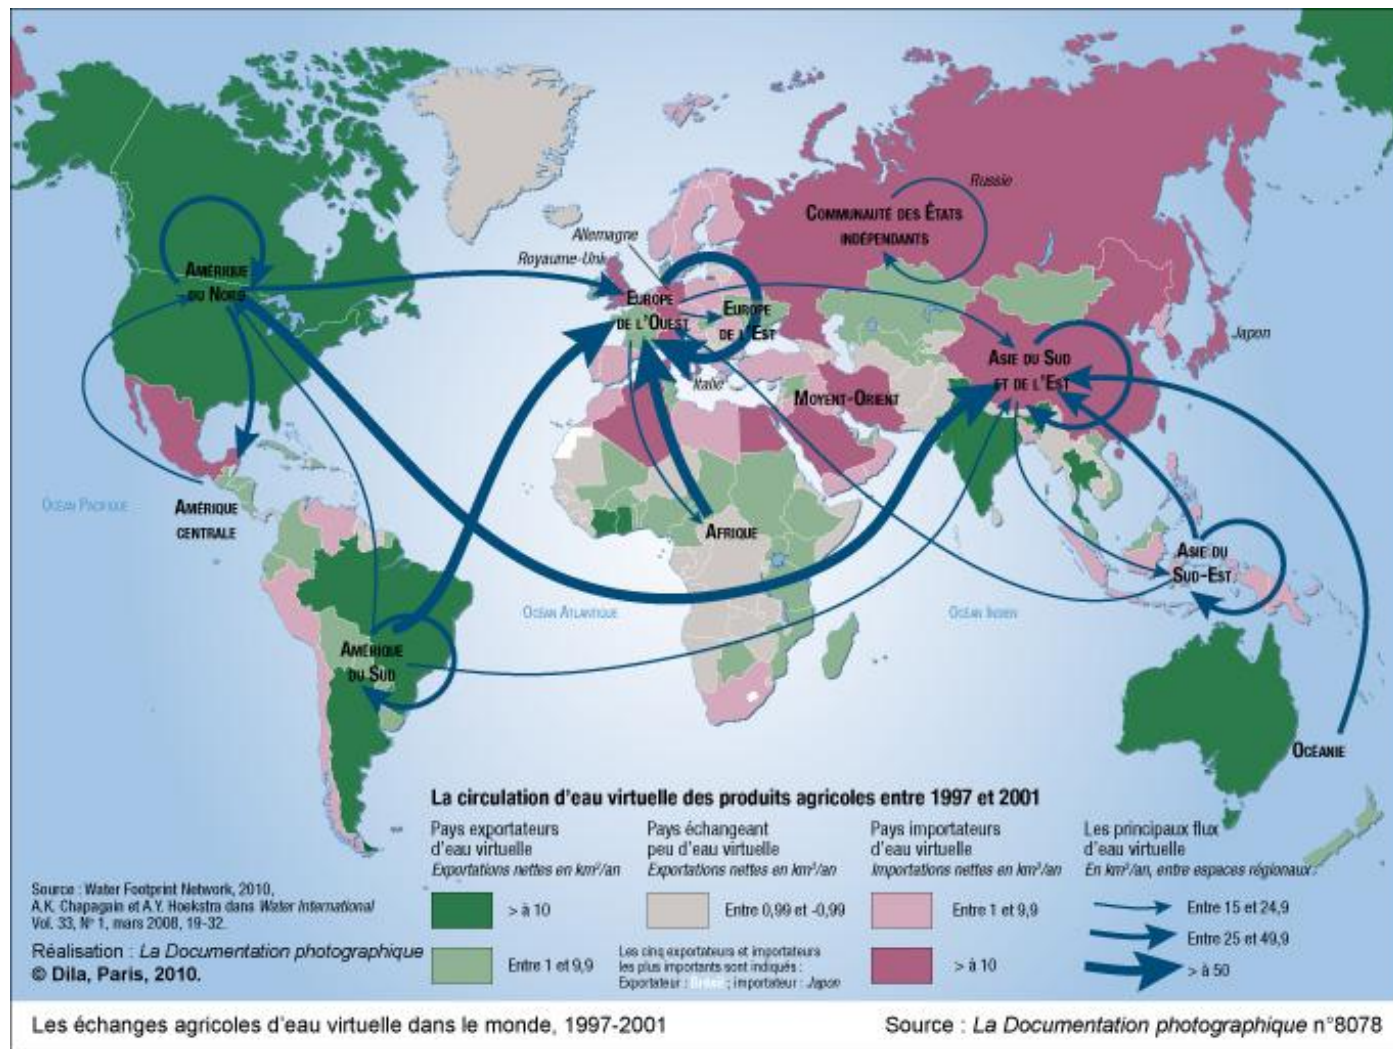 Russie
COMMUNAUTÉ DES ÉTATS
INDÉPENDANTS
Allemagne
Royaume-Uni
AMÉRIQUE
DU NORD
EUROPE
DE L'OUEST
EUROPE
DE L'EST
Japon
ASIE DU SUD
ET DE L'EST
Italie
MOYENT-ORIENT
OCÉAN PACIFIQUE
AMÉRIQUE
CENTRALE
AFRIQUE
ASIE DU
SUD-EST
OCÉAN ATLANTIQUE
OCÉAN INDIEN
AMÉRIQUE
DU SUD
OCÉANIE
La circulation d'eau virtuelle des produits agricoles entre 1997 et 2001
Pays exportateurs
d'eau virtuelle
Exportations nettes en km³/an
> à 10
Entre 1 et 9,9
Pays échangeant
peu d'eau virtuelle
Exportations nettes en km³/an
Entre 0,99 et -0,99
Les cinq exportateurs et importateurs
les plus importants sont indiqués :
Exportateur : Brésil ; importateur : Japon
Pays importateurs
d'eau virtuelle
Importations nettes en km³/an
Entre 1 et 9,9
> à 10
Les principaux flux
d'eau virtuelle
En km³/an, entre espaces régionaux
Entre 15 et 24,9
Entre 25 et 49,9
> à 50
Source : Water Footprint Network, 2010,
A.K. Chapagain et A.Y. Hoekstra dans Water International
Vol. 33, N° 1, mars 2008, 19-32.
Réalisation : La Documentation photographique
© Dila, Paris, 2010.
Les échanges agricoles d'eau virtuelle dans le monde, 1997-2001
Source : La Documentation photographique n°8078